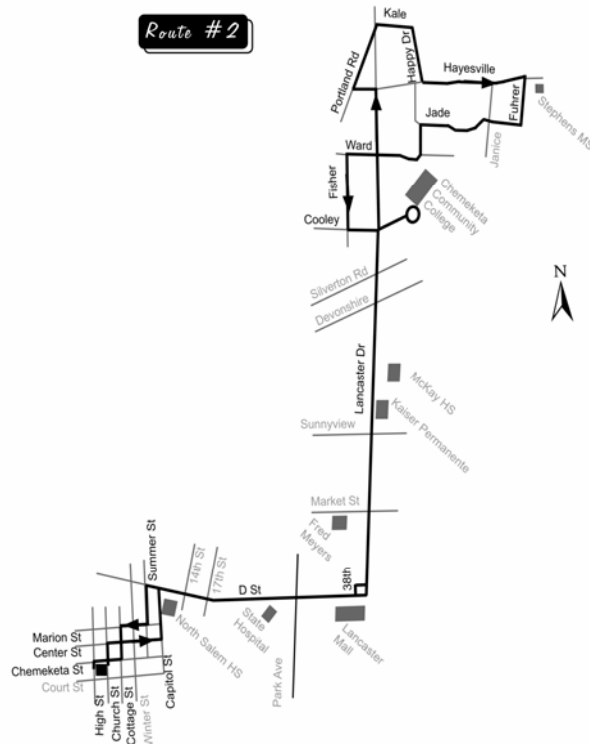 Route #2
Kale
Portland Rd
Happy Dr
Hayesville
Jade
Fuhrer
Janice
Stephens MS
Ward
Fisher
Cooley
Chemeketa
Community
College
N
Silverton Rd
Devonshire
Lancaster Dr
McKay HS
Kaiser Permanente
Sunnyview
Market St
Fred
Meyers
38th
Summer St
14th St
17th St
D St
North Salem HS
State
Hospital
Lancaster
Mall
Park Ave
Marion St
Center St
Chemeketa St
Court St
High St
Church St
Cottage St
Winter St
Capitol St